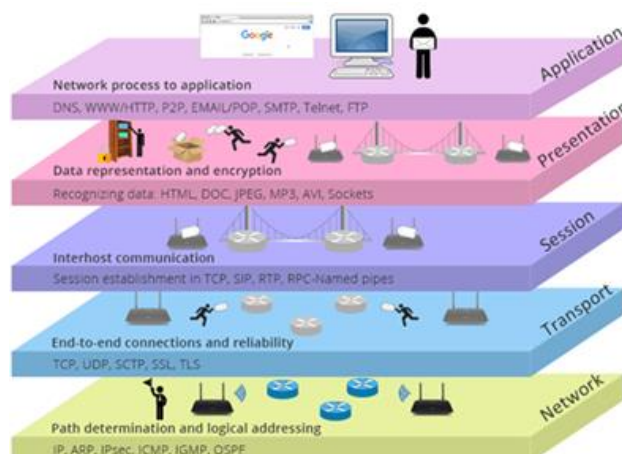 Google
Application
Network process to application
DNS, WWW/HTTP, P2P, EMAIL/POP, SMTP, Telnet, FTP
Presentation
Data representation and encryption
Recognizing data: HTML, DOC, JPEG, MP3, AVI, Sockets
Session
Interhost communication
Session establishment in TCP, SIP, RTP, RPC-Named pipes
Transport
End-to-end connections and reliability
TCP, UDP, SCTP, SSL, TLS
Network
Path determination and logical addressing
IP, ARP, IPsec, ICMP, IGMP, OSPF